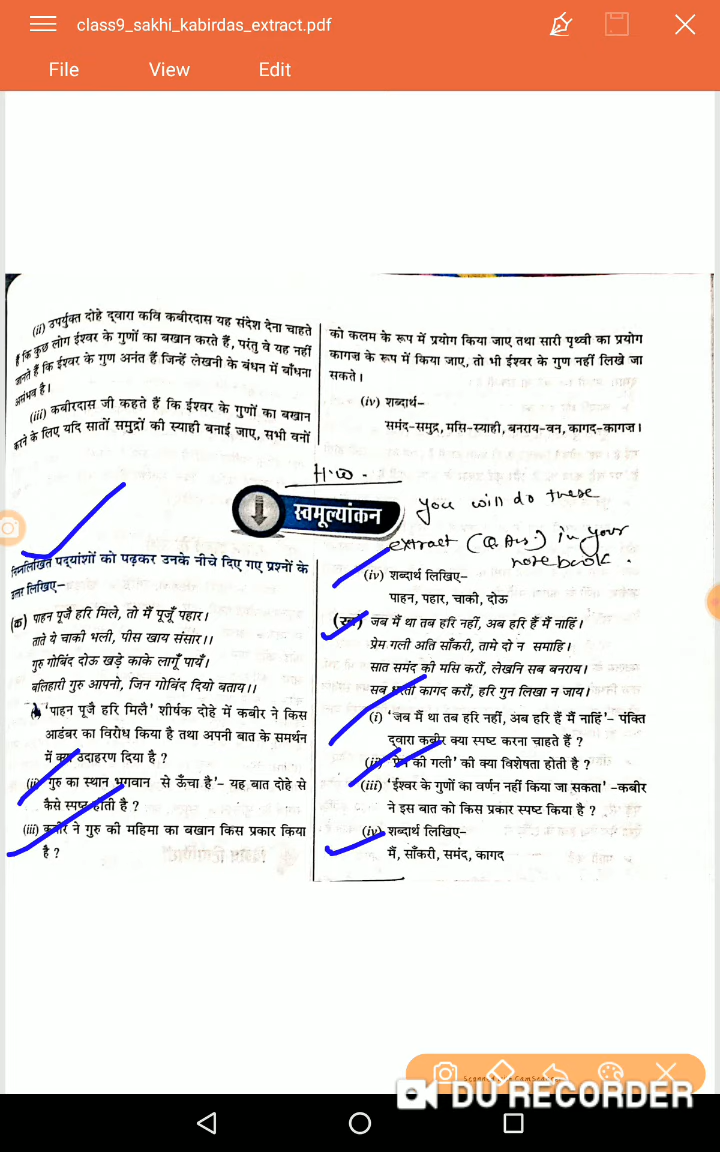 class9_sakhi_kabirdas_extract.pdf
File View Edit
(ii) उपर्युक्त दोहे द्वारा कवि कबीरदास यह संदेश देना चाहते
हैं कि कुछ लोग ईश्वर के गुणों का बखान करते हैं, परंतु वे यह नहीं
जानते हैं कि ईश्वर के गुण अनंत हैं जिन्हें लेखनी के बंधन में बाँधना
असंभव है।
(iii) कबीरदास जी कहते हैं कि ईश्वर के गुणों का बखान
करने के लिए यदि सातों समुद्रों की स्याही बनाई जाए, सभी वनों
को कलम के रूप में प्रयोग किया जाए तथा सारी पृथ्वी का प्रयोग
कागज़ के रूप में किया जाए, तो भी ईश्वर के गुण नहीं लिखे जा
सकते।
(iv) शब्दार्थ–
समंद-समुद्र, मसि-स्याही, बनराय-वन, कागद-कागज़।
H.W.
स्वमूल्यांकन
you will do these
extract (Q.Ans.) in your
notebook.
निम्नलिखित पद्यांशों को पढ़कर उनके नीचे दिए गए प्रश्नों के
उत्तर लिखिए–
(क) पाहन पूजै हरि मिले, तो मैं पूजूँ पहार।
ताते ये चाकी भली, पीस खाय संसार।।
गुरु गोबिंद दोऊ खड़े काके लागूँ पायँ।
बलिहारी गुरु आपनो, जिन गोबिंद दियो बताय।।
'पाहन पूजै हरि मिलै' शीर्षक दोहे में कबीर ने किस
आडंबर का विरोध किया है तथा अपनी बात के समर्थन
में क्या उदाहरण दिया है ?
(ii) 'गुरु का स्थान भगवान से ऊँचा है'– यह बात दोहे से
कैसे स्पष्ट होती है ?
(iii) कबीर ने गुरु की महिमा का बखान किस प्रकार किया
है ?
(iv) शब्दार्थ लिखिए–
पाहन, पहार, चाकी, दोऊ
(ख) जब मैं था तब हरि नहीं, अब हरि हैं मैं नाहिं।
प्रेम गली अति साँकरी, तामे दो न समाहि।
सात समंद की मसि करौं, लेखनि सब बनराय।
सब धरती कागद करौं, हरि गुन लिखा न जाय।
(i) 'जब मैं था तब हरि नहीं, अब हरि हैं मैं नाहिं'– पंक्ति
द्वारा कबीर क्या स्पष्ट करना चाहते हैं ?
(ii) 'प्रेम की गली' की क्या विशेषता होती है ?
(iii) 'ईश्वर के गुणों का वर्णन नहीं किया जा सकता' –कबीर
ने इस बात को किस प्रकार स्पष्ट किया है ?
(iv) शब्दार्थ लिखिए–
मैं, साँकरी, समंद, कागद
Scanned with CamScanner
DU RECORDER